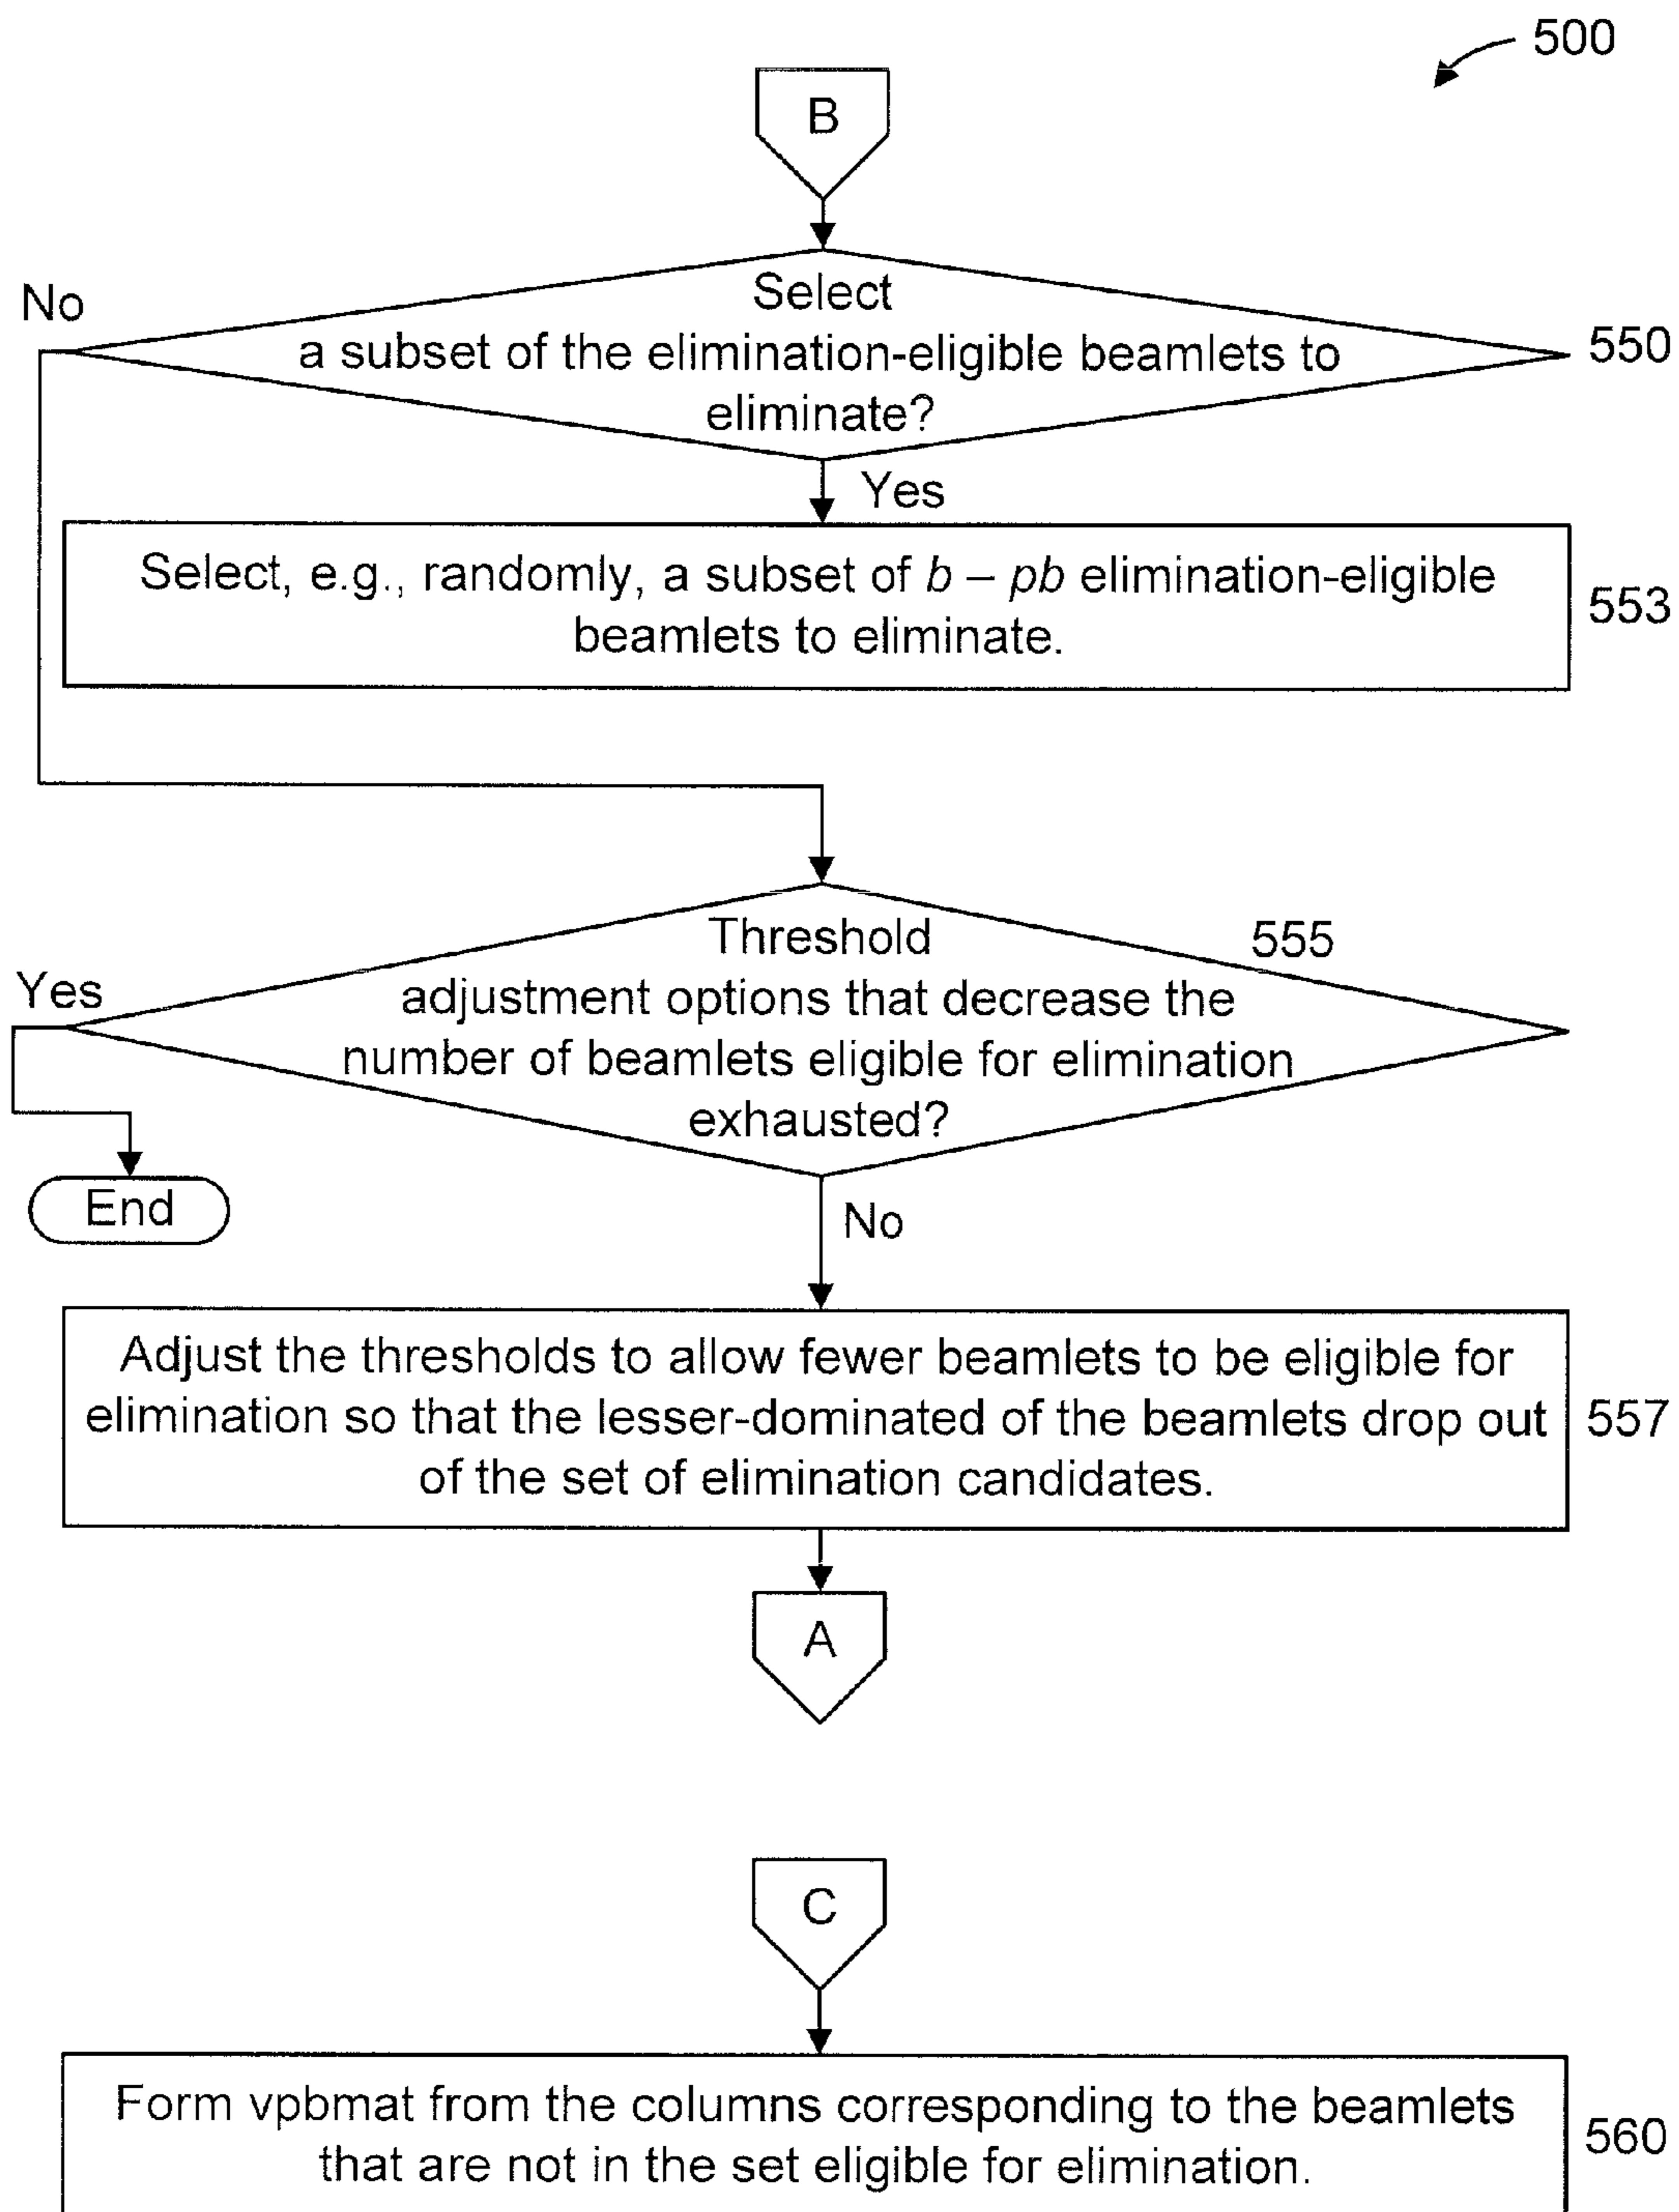 500
B
No
Select
a subset of the elimination-eligible beamlets to
eliminate?
550
Yes
Select, e.g., randomly, a subset of b – pb elimination-eligible
beamlets to eliminate.
553
Threshold
adjustment options that decrease the
number of beamlets eligible for elimination
exhausted?
555
Yes
End
No
Adjust the thresholds to allow fewer beamlets to be eligible for
elimination so that the lesser-dominated of the beamlets drop out
of the set of elimination candidates.
557
A
C
Form vpbmat from the columns corresponding to the beamlets
that are not in the set eligible for elimination.
560